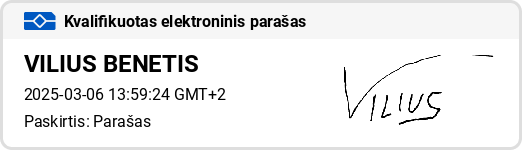 Kvalifikuotas elektroninis parašas
VILIUS BENETIS
2025-03-06 13:59:24 GMT+2
Paskirtis: Parašas
VILIUS